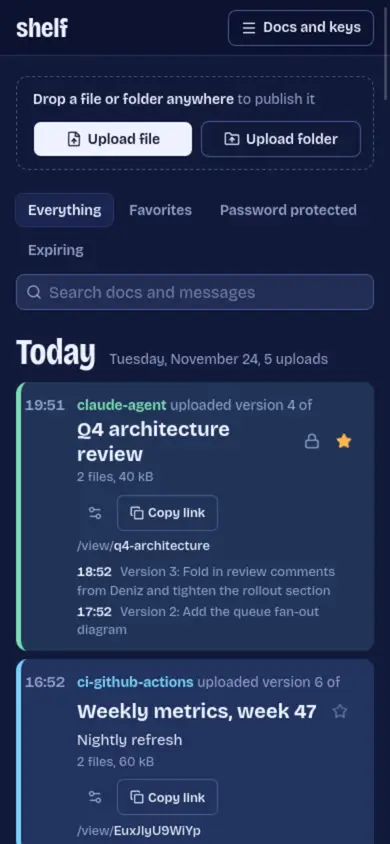 shelf
Docs and keys
Drop a file or folder anywhere to publish it
Upload file
Upload folder
Everything
Favorites
Password protected
Expiring
Search docs and messages
Today
Tuesday, November 24, 5 uploads
19:51
claude-agent uploaded version 4 of
Q4 architecture
review
2 files, 40 kB
Copy link
/view/q4-architecture
18:52 Version 3: Fold in review comments
from Deniz and tighten the rollout section
17:52 Version 2: Add the queue fan-out
diagram
16:52
ci-github-actions uploaded version 6 of
Weekly metrics, week 47
Nightly refresh
2 files, 60 kB
Copy link
/view/EuxJlyU9WiYp